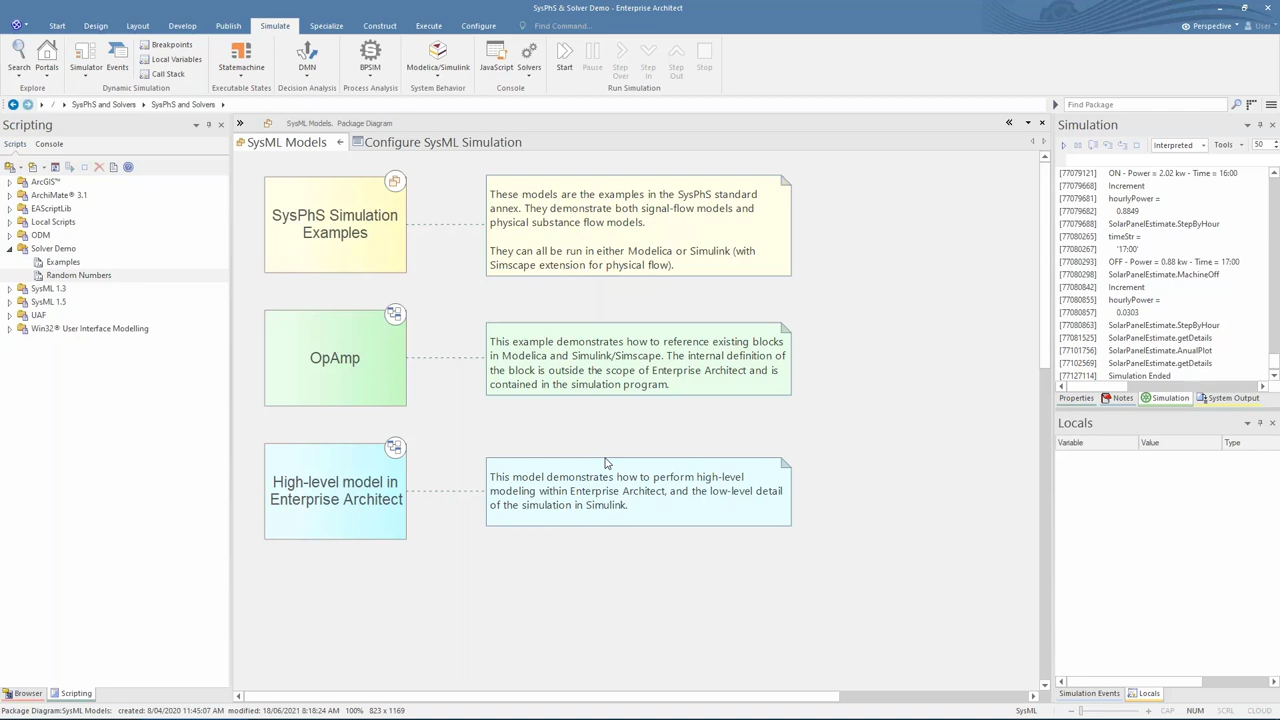 SysPhS & Solver Demo - Enterprise Architect
Start Design Layout Develop Publish Simulate Specialize Construct Execute Configure Find Command...
Perspective User
Search Portals Simulator Events Breakpoints Local Variables Call Stack Statemachine DMN BPSIM Modelica/Simulink JavaScript Solvers Start Pause Step Over Step In Step Out Stop
Explore Dynamic Simulation Executable States Decision Analysis Process Analysis System Behavior Console Run Simulation
/ SysPhS and Solvers SysPhS and Solvers
Find Package
Scripting
Scripts Console
ArcGIS™
ArchiMate® 3.1
EAScriptLib
Local Scripts
ODM
Solver Demo
Examples
Random Numbers
SysML 1.3
SysML 1.5
UAF
Win32® User Interface Modelling
Browser Scripting
SysML Models. Package Diagram
SysML Models Configure SysML Simulation
SysPhS Simulation
Examples
These models are the examples in the SysPhS standard
annex. They demonstrate both signal-flow models and
physical substance flow models.
They can all be run in either Modelica or Simulink (with
Simscape extension for physical flow).
OpAmp
This example demonstrates how to reference existing blocks
in Modelica and Simulink/Simscape. The internal definition of
the block is outside the scope of Enterprise Architect and is
contained in the simulation program.
High-level model in
Enterprise Architect
This model demonstrates how to perform high-level
modeling within Enterprise Architect, and the low-level detail
of the simulation in Simulink.
Simulation
Interpreted Tools 50
[77079121] ON - Power = 2.02 kw - Time = 16:00
[77079668] Increment
[77079679] hourlyPower =
[77079682] 0.8849
[77080249] SolarPanelEstimate.StepByHour
[77080265] timeStr =
[77080267] '17:00'
[77080293] OFF - Power = 0.88 kw - Time = 17:00
[77080298] SolarPanelEstimate.MachineOff
[77080842] Increment
[77080855] hourlyPower =
[77080857] 0.0303
[77080863] SolarPanelEstimate.StepByHour
[77081525] SolarPanelEstimate.getDetails
[77101756] SolarPanelEstimate.AnualPlot
[77102569] SolarPanelEstimate.getDetails
[77127114] Simulation Ended
Properties Notes Simulation System Output
Locals
Variable Value Type
Simulation Events Locals
Package Diagram:SysML Models: created: 8/04/2020 11:45:07 AM modified: 18/06/2021 8:18:24 AM 100% 823 x 1169 SysML CAP NUM SCRL CLOUD